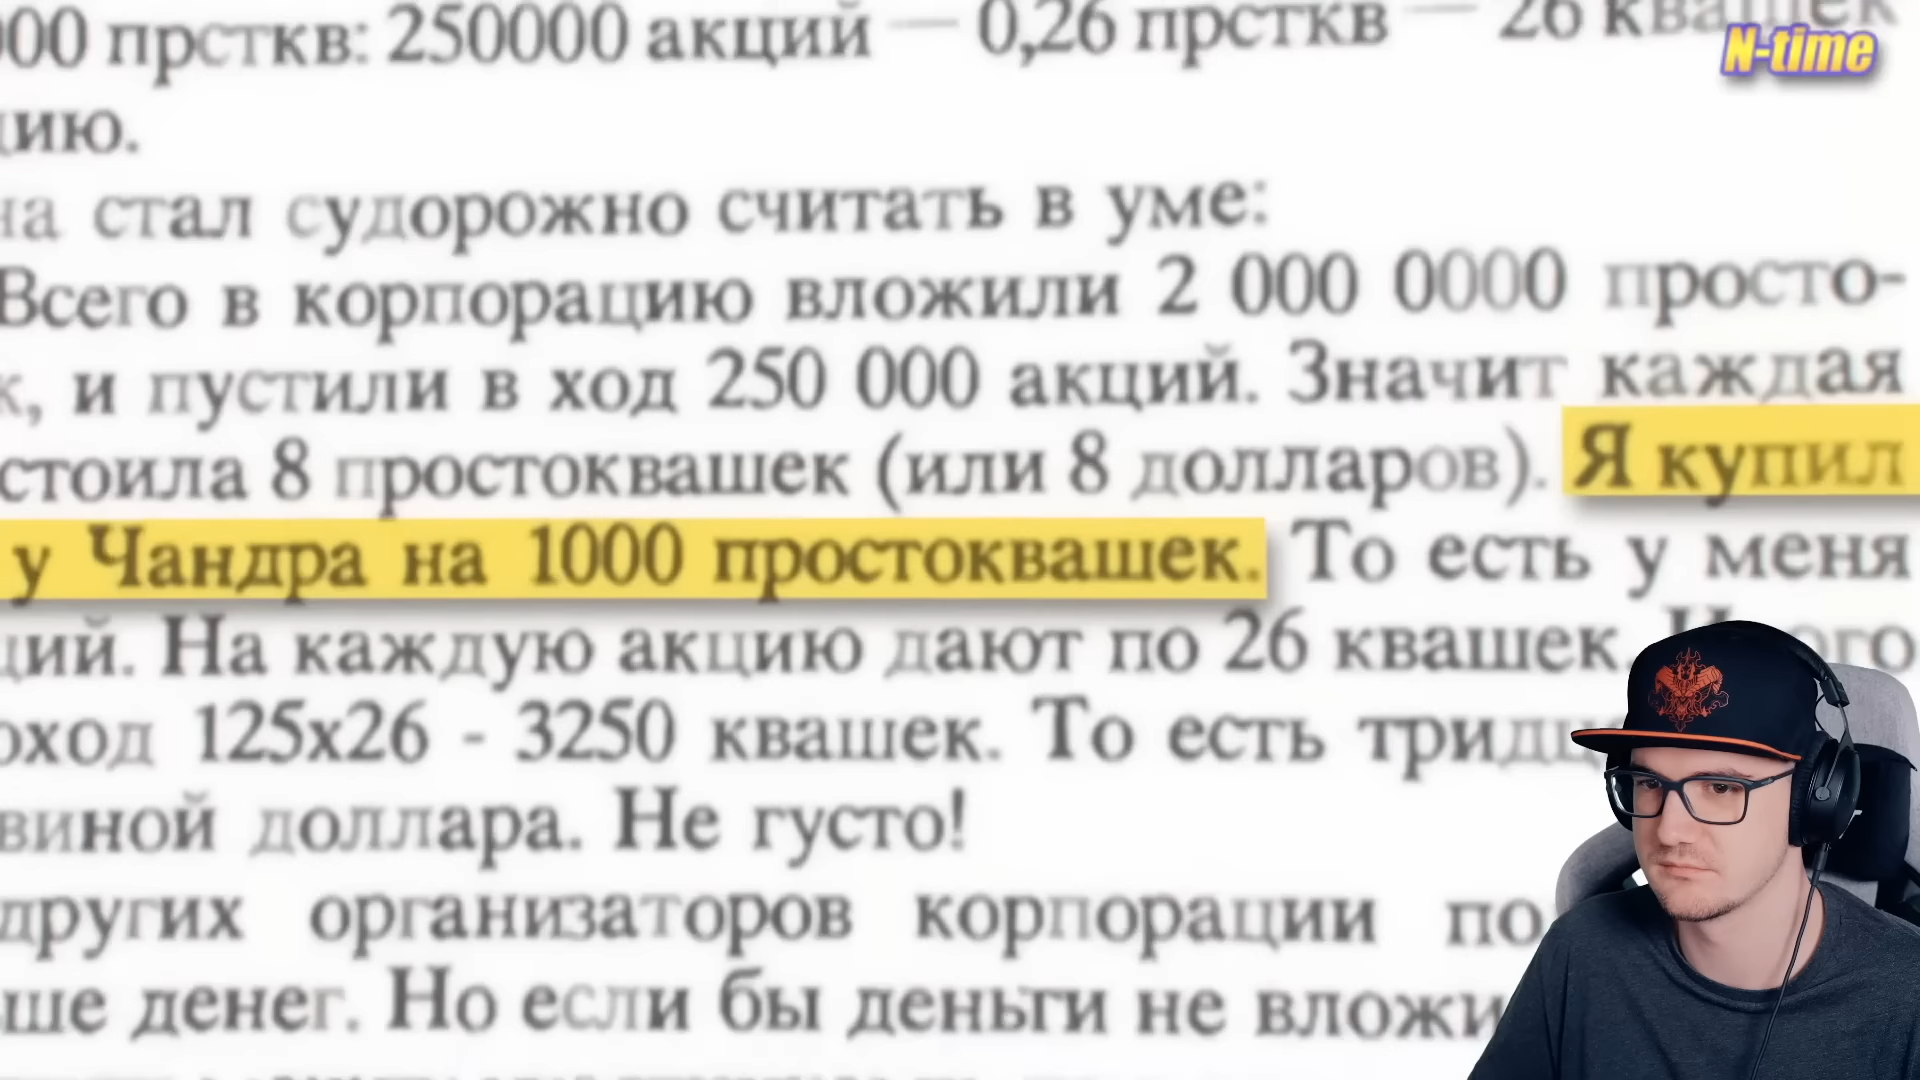 000 прсткв: 250000 акций — 0,26 прсткв — 26 квашек
N-time
цию.
на стал судорожно считать в уме:
Всего в корпорацию вложили 2 000 0000 просто-
к, и пустили в ход 250 000 акций. Значит каждая
стоила 8 простоквашек (или 8 долларов). Я купил
у Чандра на 1000 простоквашек. То есть у меня
ций. На каждую акцию дают по 26 квашек.
оход 125х26 - 3250 квашек. То есть тридц
виной доллара. Не густо!
других организаторов корпорации по
ше денег. Но если бы деньги не вложи